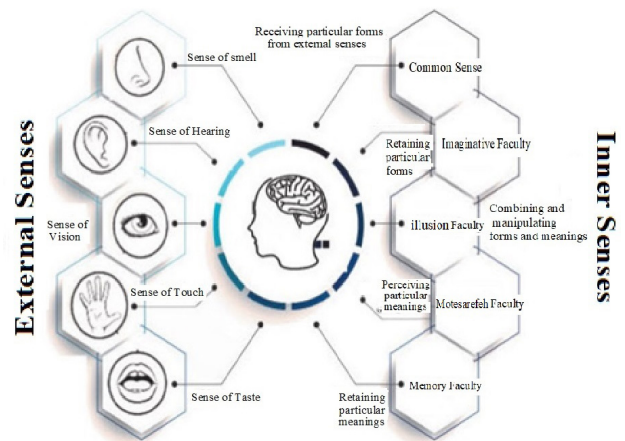 External Senses
Sense of smell
Sense of Hearing
Sense of
Vision
Sense of Touch
Sense of Taste
Receiving particular forms
from external senses
Common Sense
Retaining
particular
forms
Imaginative Faculty
illusion Faculty
Combining and
manipulating
forms and meanings
Perceiving
particular
meanings
Motesarefeh Faculty
Retaining
particular
meanings
Memory Faculty
Inner Senses